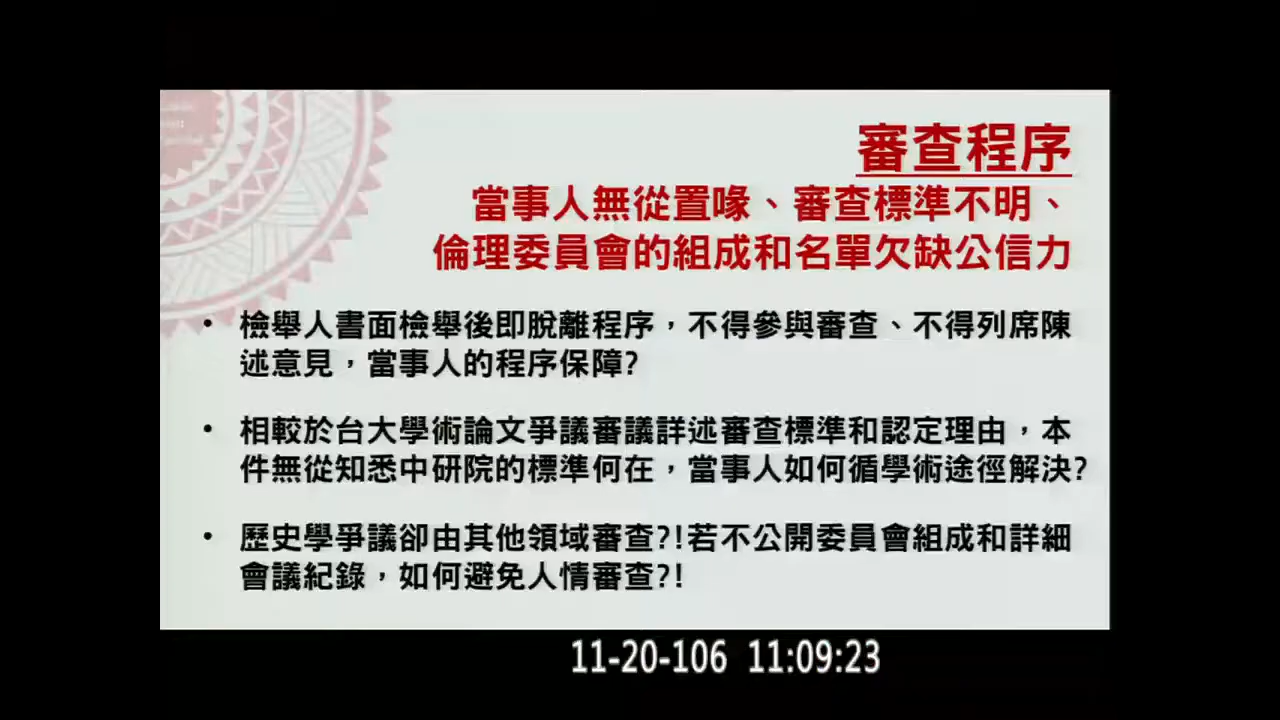 審查程序
當事人無從置喙、審查標準不明、
倫理委員會的組成和名單欠缺公信力
• 檢舉人書面檢舉後即脫離程序，不得參與審查、不得列席陳
述意見，當事人的程序保障?
• 相較於台大學術論文爭議審議詳述審查標準和認定理由，本
件無從知悉中研院的標準何在，當事人如何循學術途徑解決?
• 歷史學爭議卻由其他領域審查?!若不公開委員會組成和詳細
會議紀錄，如何避免人情審查?!
11-20-106 11:09:23